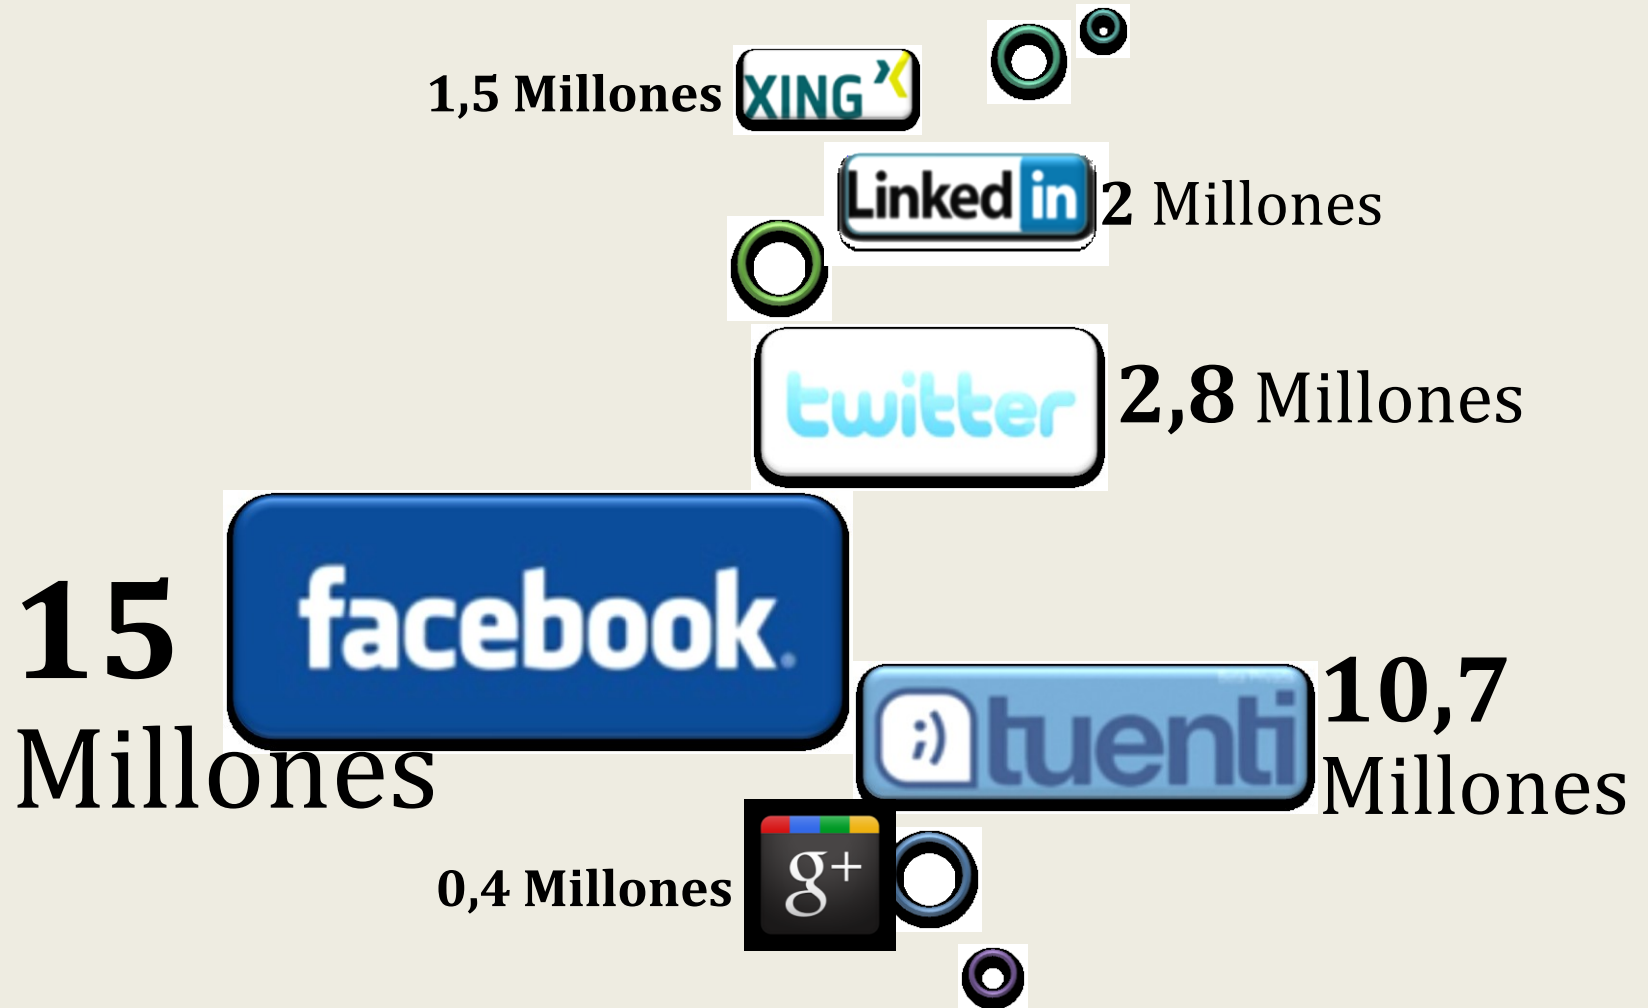 1,5 Millones
XING
Linked in
2 Millones
twitter
2,8 Millones
facebook
15
Millones
;) tuenti
10,7
Millones
0,4 Millones
g+